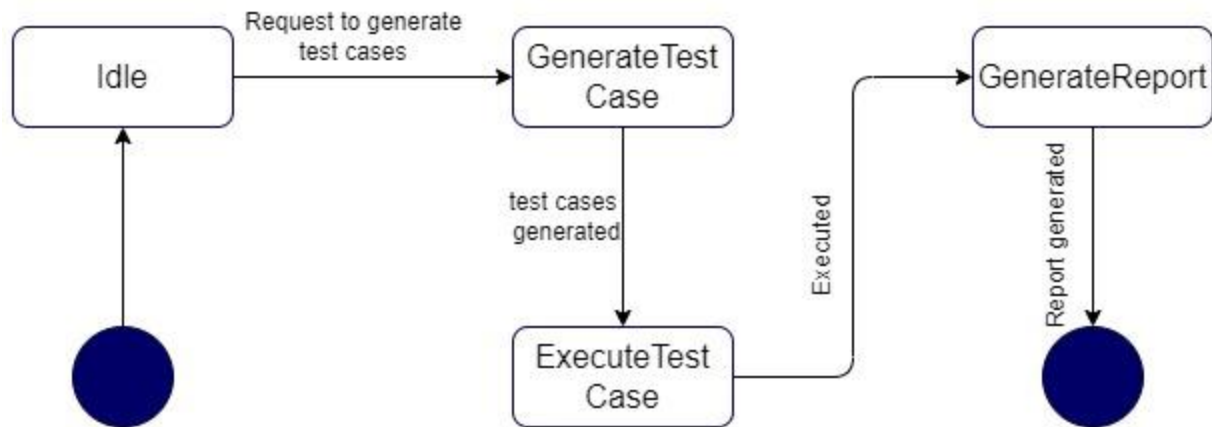 Request to generate
test cases
Idle
GenerateTest
Case
GenerateReport
test cases
generated
Executed
Report generated
ExecuteTest
Case